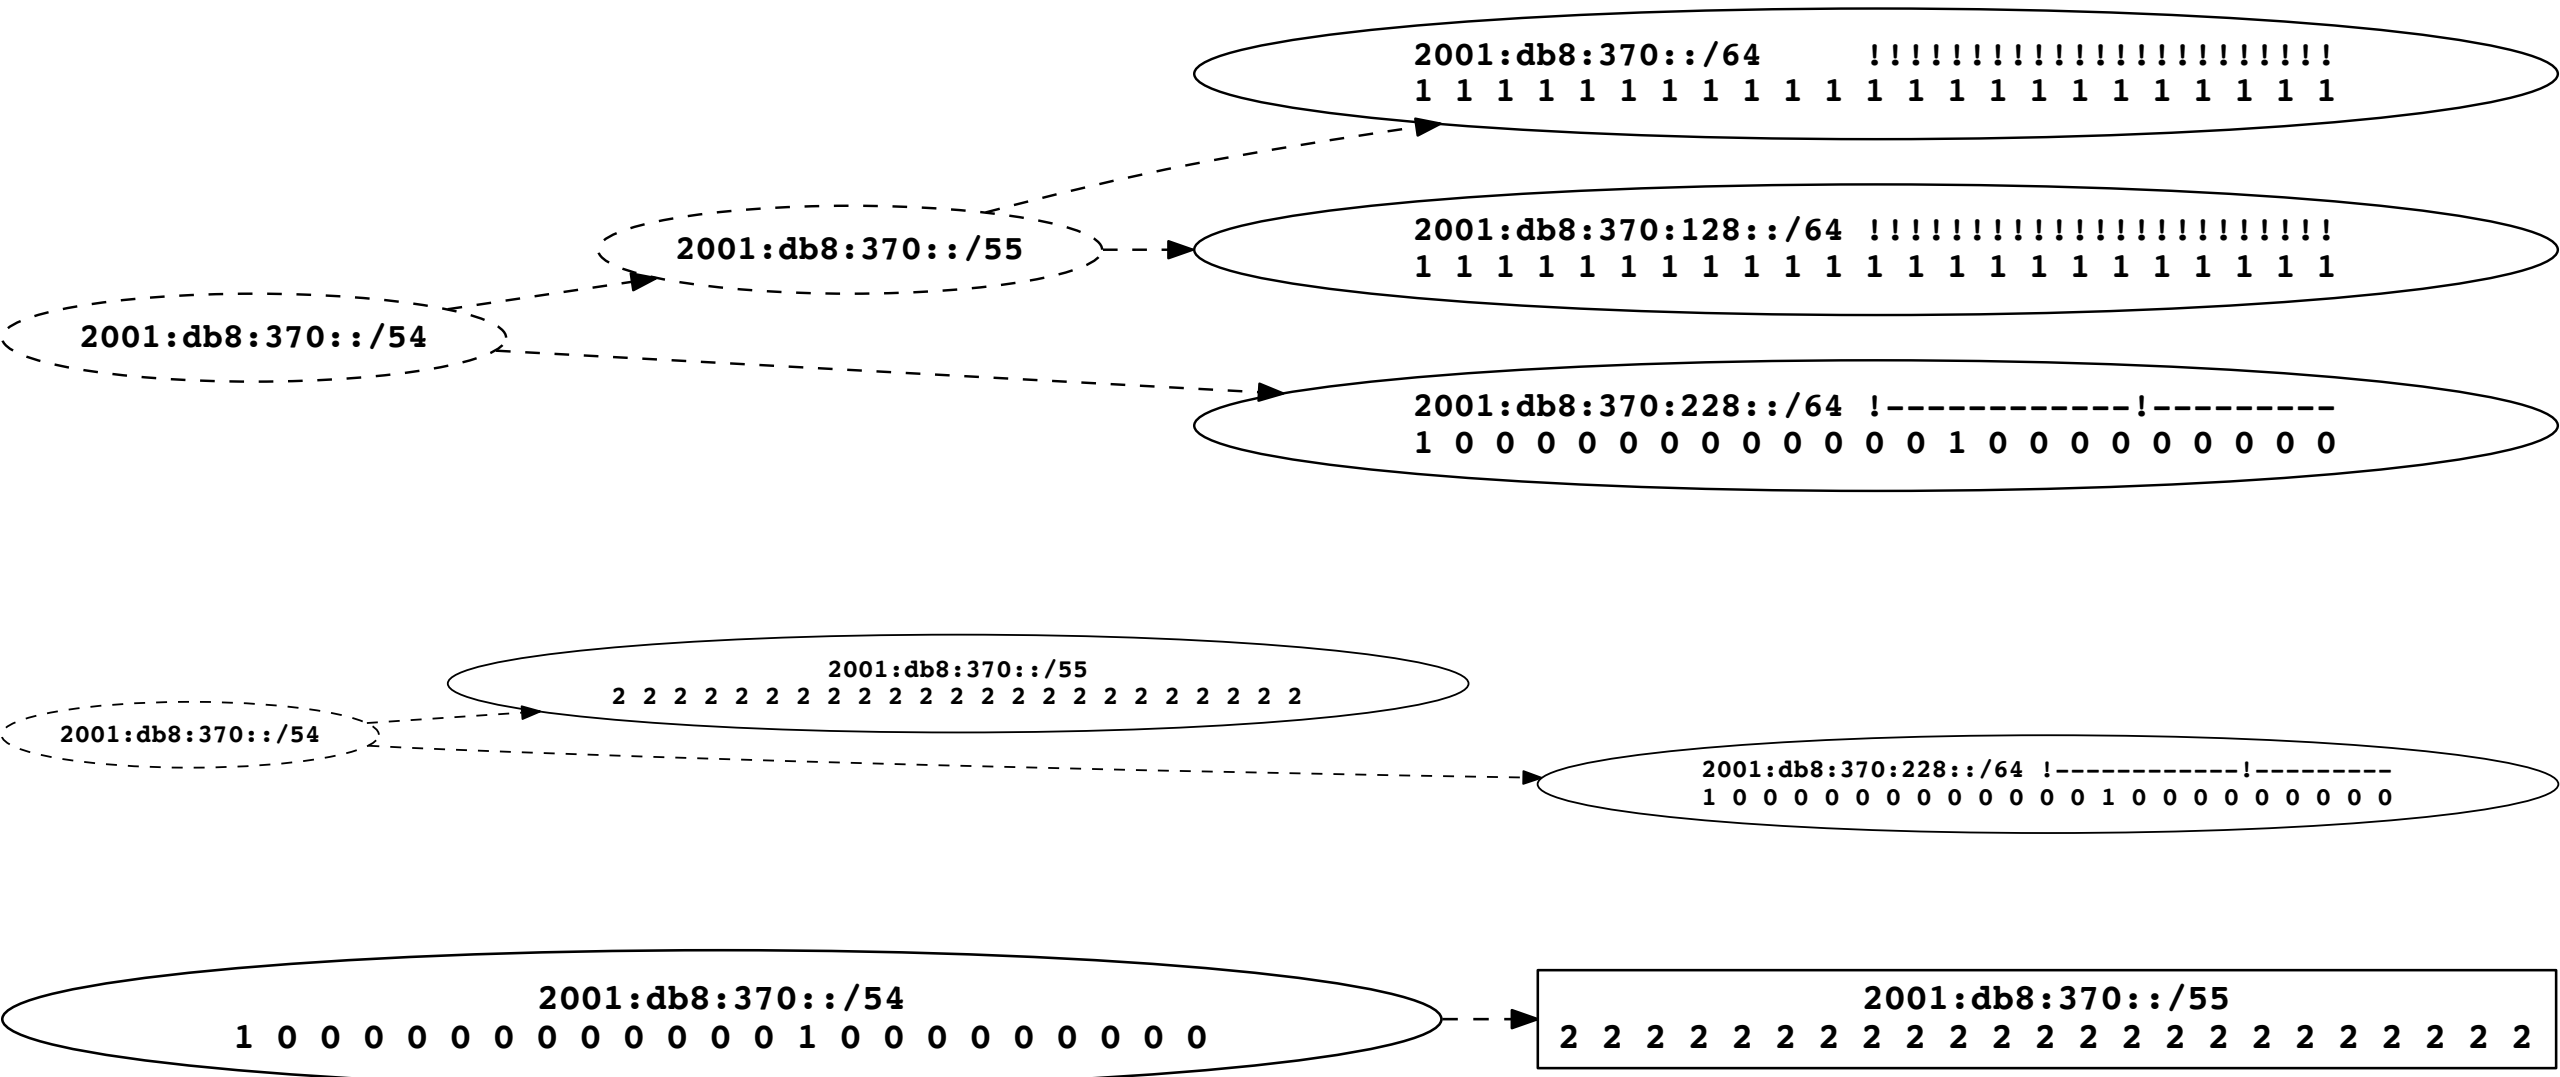 2001:db8:370::/64     !!!!!!!!!!!!!!!!!!!!!!!
1 1 1 1 1 1 1 1 1 1 1 1 1 1 1 1 1 1 1 1 1 1 1
2001:db8:370:128::/64 !!!!!!!!!!!!!!!!!!!!!!!
1 1 1 1 1 1 1 1 1 1 1 1 1 1 1 1 1 1 1 1 1 1 1
2001:db8:370::/55
2001:db8:370::/54
2001:db8:370:228::/64 !------------!---------
1 0 0 0 0 0 0 0 0 0 0 0 0 1 0 0 0 0 0 0 0 0 0
2001:db8:370::/55
2 2 2 2 2 2 2 2 2 2 2 2 2 2 2 2 2 2 2 2 2 2 2
2001:db8:370::/54
2001:db8:370:228::/64 !------------!---------
1 0 0 0 0 0 0 0 0 0 0 0 0 1 0 0 0 0 0 0 0 0 0
2001:db8:370::/54
1 0 0 0 0 0 0 0 0 0 0 0 0 1 0 0 0 0 0 0 0 0 0
2001:db8:370::/55
2 2 2 2 2 2 2 2 2 2 2 2 2 2 2 2 2 2 2 2 2 2 2